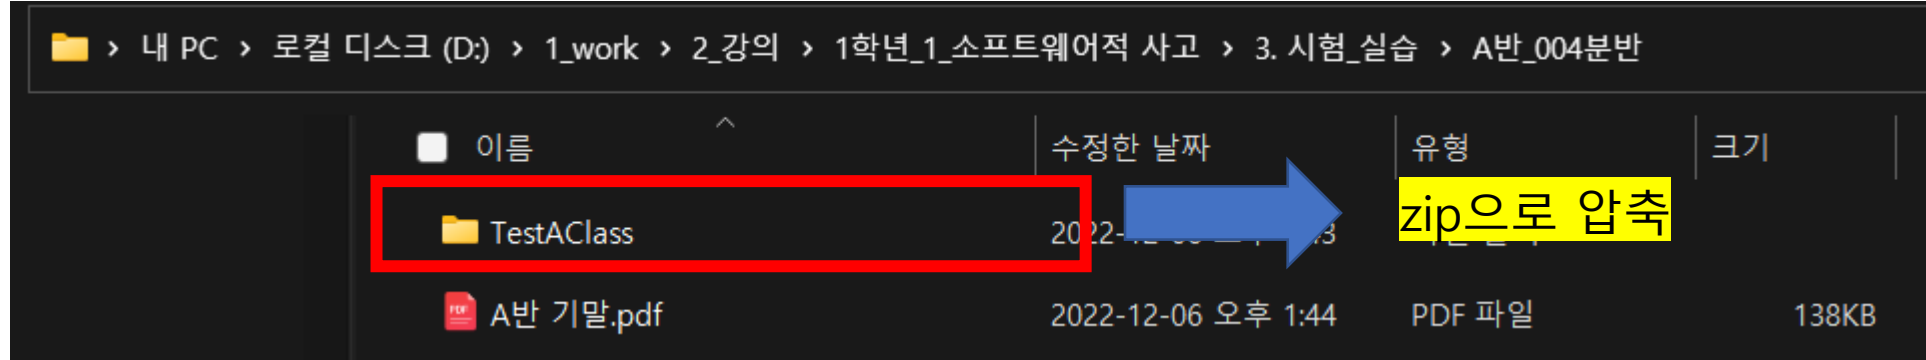 > 내 PC > 로컬 디스크 (D:) > 1_work > 2_강의 > 1학년_1_소프트웨어적 사고 > 3. 시험_실습 > A반_004분반
이름 수정한 날짜 유형 크기
TestAClass zip으로 압축
A반 기말.pdf 2022-12-06 오후 1:44 PDF 파일 138KB